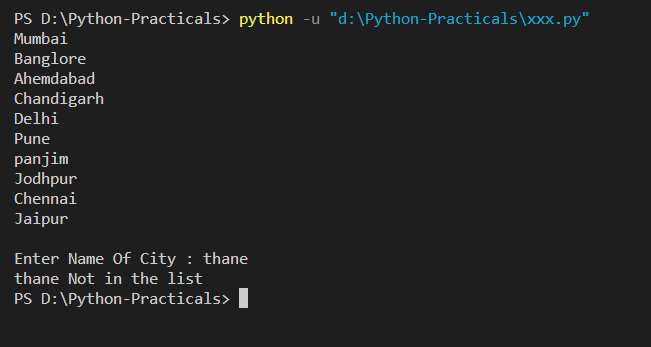 PS D:\Python-Practicals> python -u "d:\Python-Practicals\xxx.py"
Mumbai
Banglore
Ahemdabad
Chandigarh
Delhi
Pune
panjim
Jodhpur
Chennai
Jaipur
Enter Name Of City : thane
thane Not in the list
PS D:\Python-Practicals>